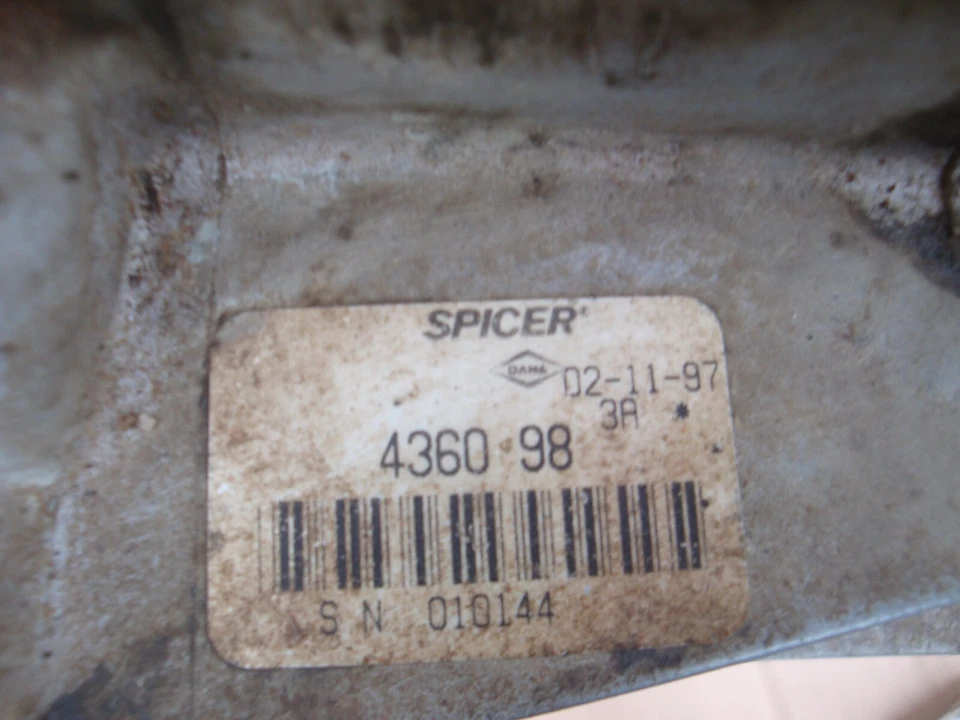 SPICER®
DANA
02-11-97
3A *
4360 98
S N 010144